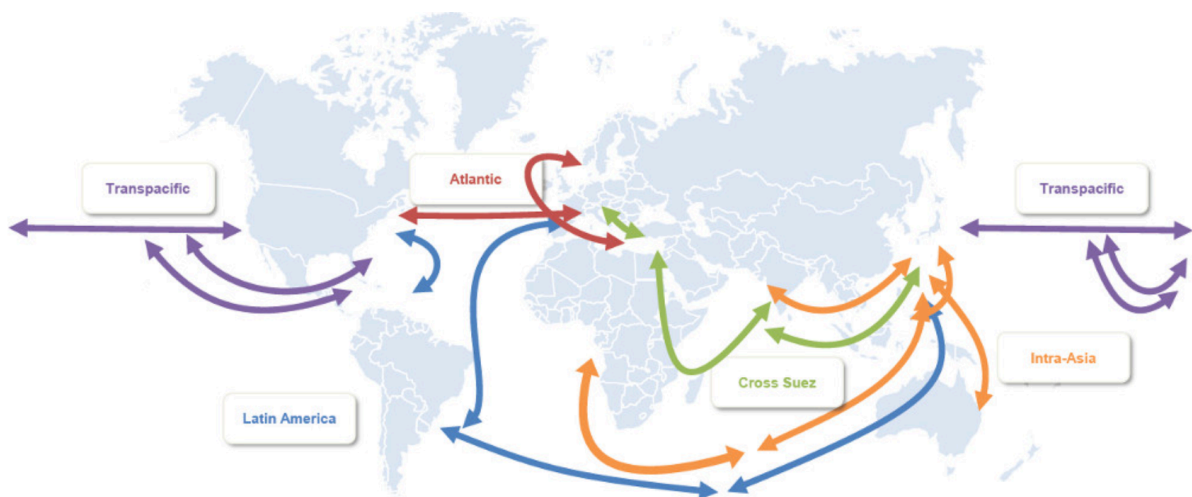 Transpacific
Atlantic
Transpacific
Intra-Asia
Cross Suez
Latin America